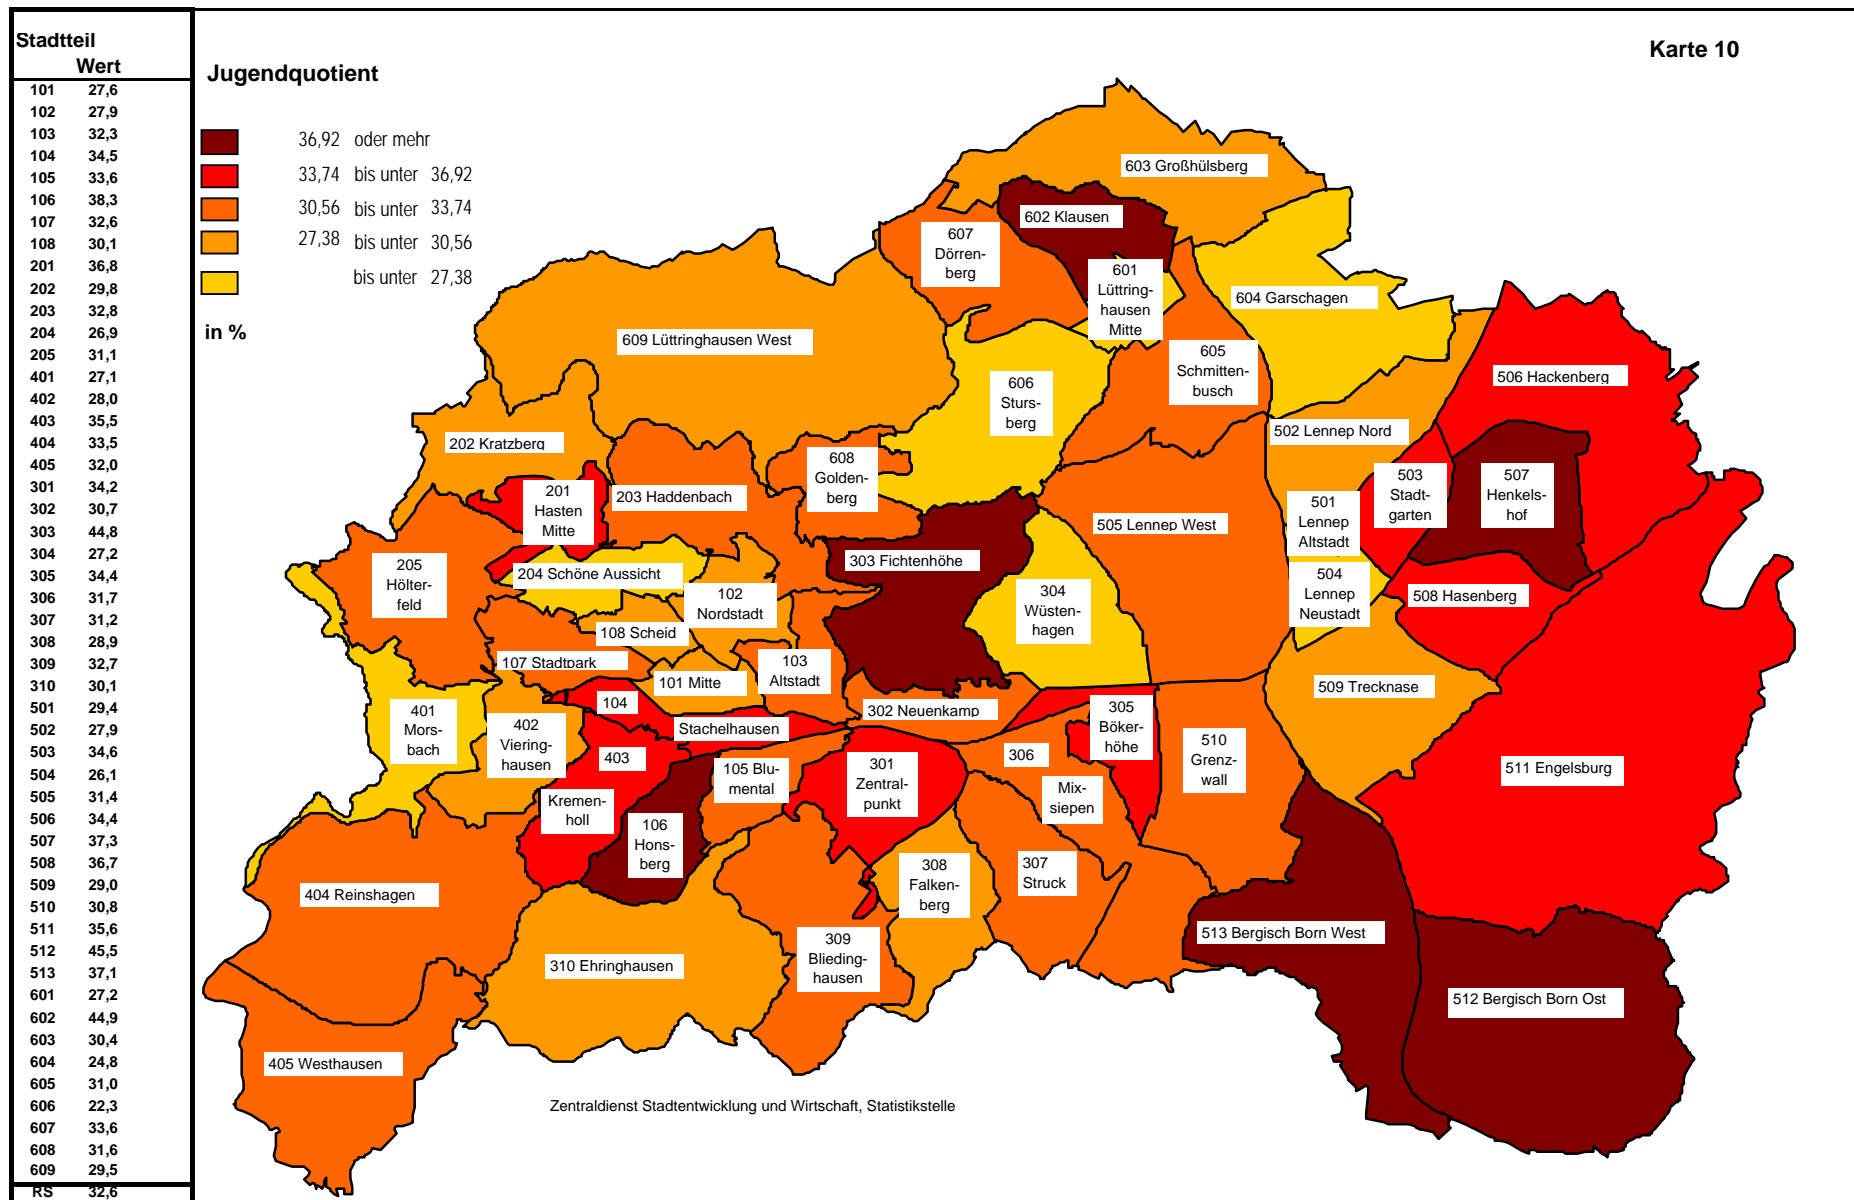 Stadtteil
Wert
101 27,6
102 27,9
103 32,3
104 34,5
105 33,6
106 38,3
107 32,6
108 30,1
201 36,8
202 29,8
203 32,8
204 26,9
205 31,1
401 27,1
402 28,0
403 35,5
404 33,5
405 32,0
301 34,2
302 30,7
303 44,8
304 27,2
305 34,4
306 31,7
307 31,2
308 28,9
309 32,7
310 30,1
501 29,4
502 27,9
503 34,6
504 26,1
505 31,4
506 34,4
507 37,3
508 36,7
509 29,0
510 30,8
511 35,6
512 45,5
513 37,1
601 27,2
602 44,9
603 30,4
604 24,8
605 31,0
606 22,3
607 33,6
608 31,6
609 29,5
RS 32,6
Karte 10
Jugendquotient
36,92 oder mehr
33,74 bis unter 36,92
30,56 bis unter 33,74
27,38 bis unter 30,56
bis unter 27,38
in %
603 Großhülsberg
602 Klausen
607
Dörren-
berg
601
Lüttring-
hausen
Mitte
604 Garschagen
609 Lüttringhausen West
605
Schmitten-
busch
606
Sturs-
berg
506 Hackenberg
202 Kratzberg
502 Lennep Nord
608
Golden-
berg
201
Hasten
Mitte
203 Haddenbach
503
Stadt-
garten
507
Henkels-
hof
501
Lennep
Altstadt
505 Lennep West
303 Fichtenhöhe
205
Hölter-
feld
204 Schöne Aussicht
102
Nordstadt
304
Wüsten-
hagen
504
Lennep
Neustadt
508 Hasenberg
108 Scheid
107 Stadtpark
101 Mitte
103
Altstadt
509 Trecknase
104
Stachelhausen
302 Neuenkamp
401
Mors-
bach
402
Viering-
hausen
305
Böker-
höhe
510
Grenz-
wall
403
Kremen-
holl
105 Blu-
mental
301
Zentral-
punkt
306
Mix-
siepen
511 Engelsburg
106
Hons-
berg
404 Reinshagen
308
Falken-
berg
307
Struck
513 Bergisch Born West
309
Blieding-
hausen
310 Ehringhausen
512 Bergisch Born Ost
405 Westhausen
Zentraldienst Stadtentwicklung und Wirtschaft, Statistikstelle